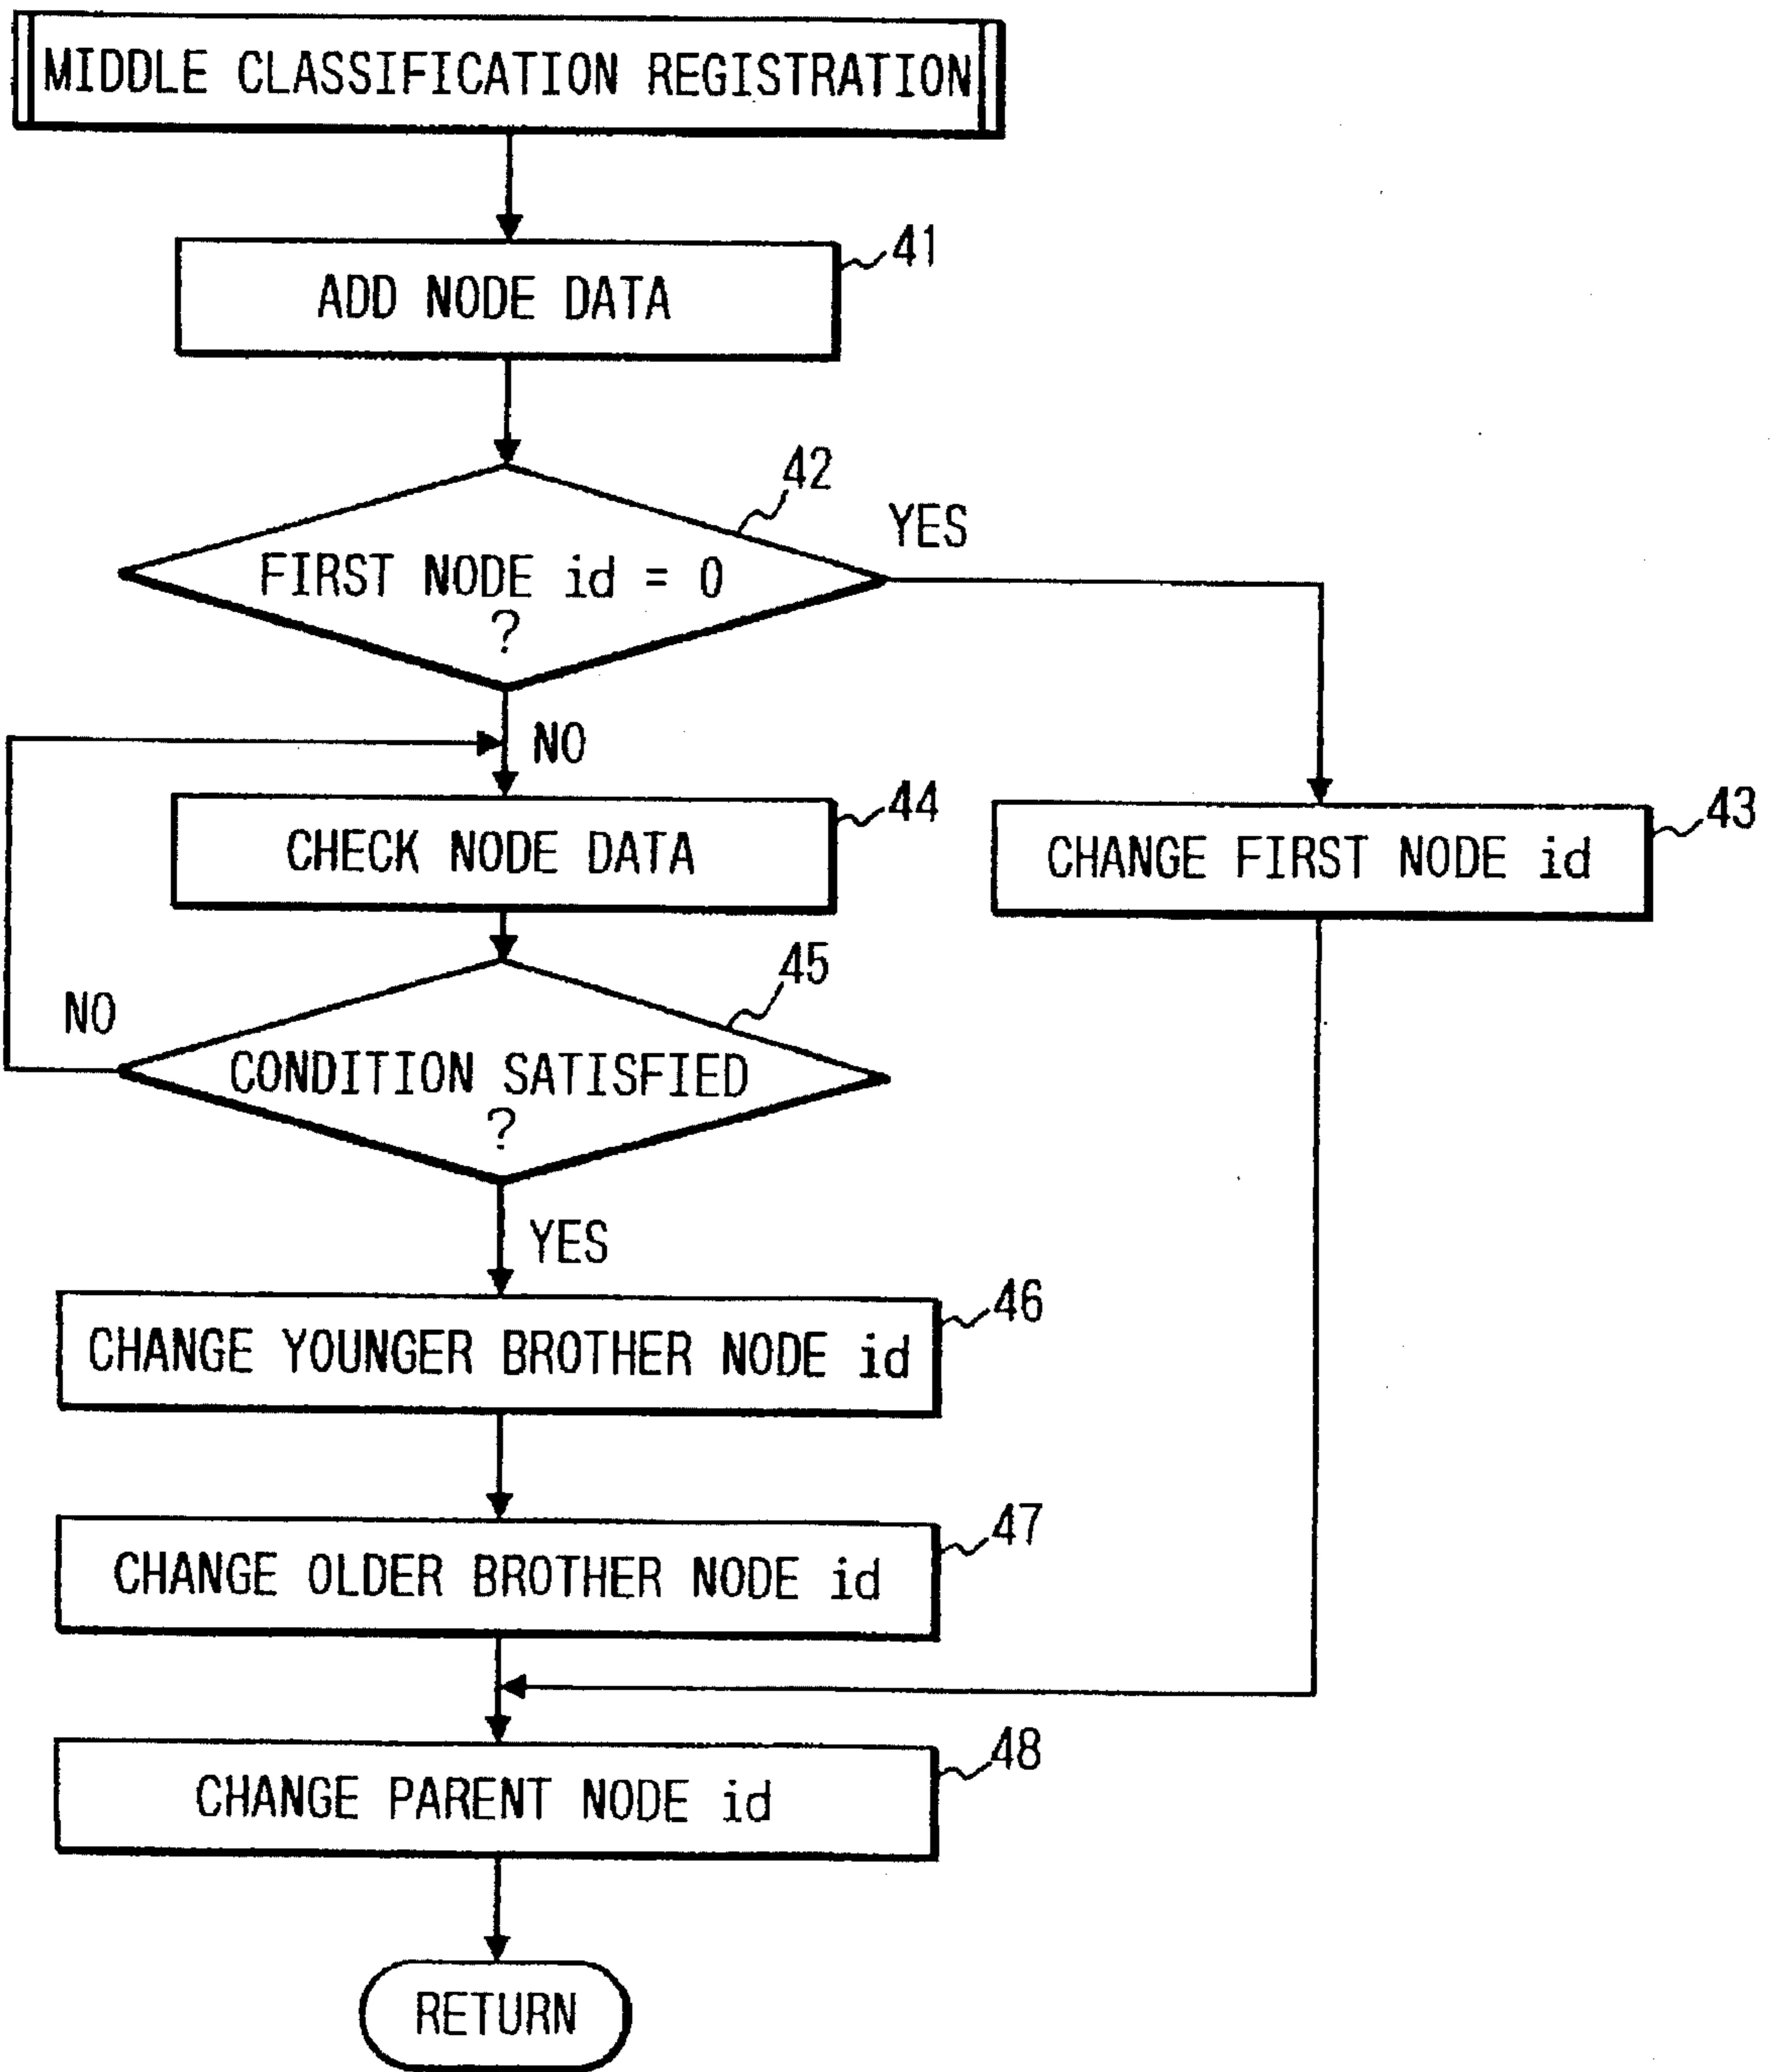 MIDDLE CLASSIFICATION REGISTRATION
41
ADD NODE DATA
42
YES
FIRST NODE id = 0
?
NO
44
CHECK NODE DATA
43
CHANGE FIRST NODE id
45
NO
CONDITION SATISFIED
?
YES
46
CHANGE YOUNGER BROTHER NODE id
47
CHANGE OLDER BROTHER NODE id
48
CHANGE PARENT NODE id
RETURN